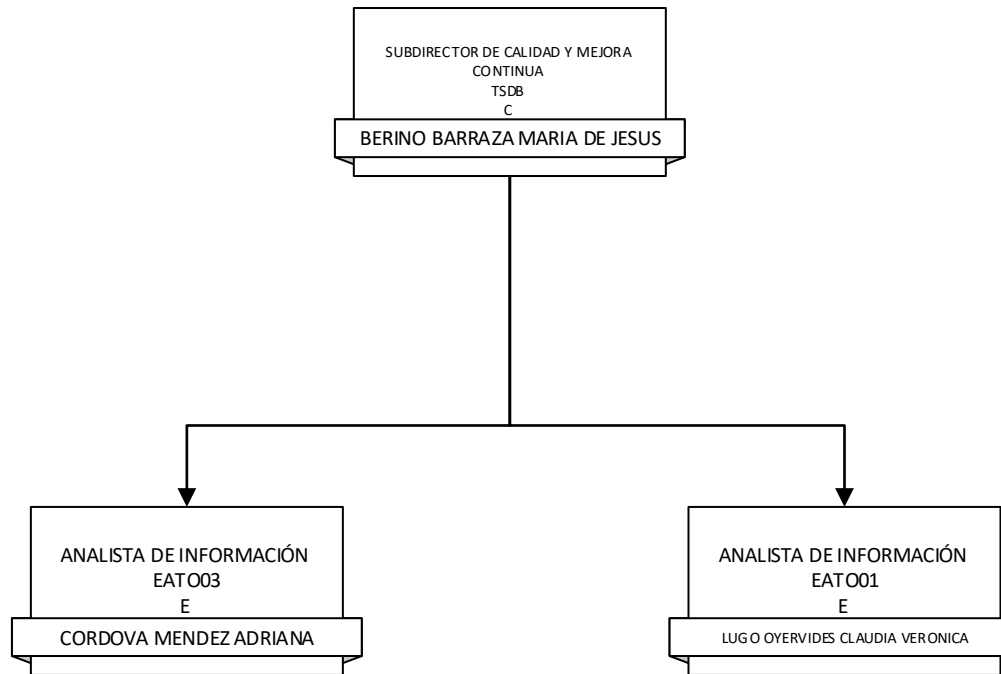 SUBDIRECTOR DE CALIDAD Y MEJORA
CONTINUA
TSDB
C
BERINO BARRAZA MARIA DE JESUS
ANALISTA DE INFORMACIÓN
EATO03
E
CORDOVA MENDEZ ADRIANA
ANALISTA DE INFORMACIÓN
EATO01
E
LUGO OYERVIDES CLAUDIA VERONICA